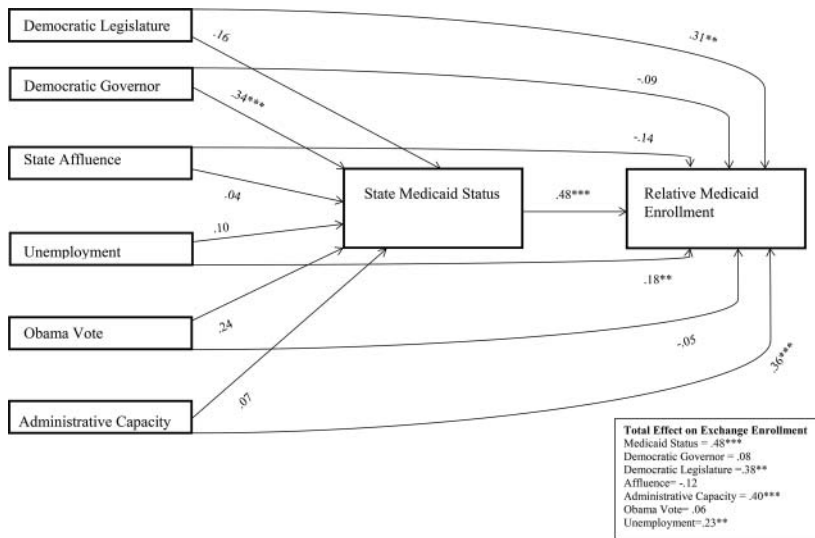 Democratic Legislature
.16
.31**
Democratic Governor
.34***
-.09
State Affluence
.04
-.14
State Medicaid Status
.48***
Relative Medicaid
Enrollment
Unemployment
.10
.18**
Obama Vote
.24
-.05
Administrative Capacity
.07
.36***
Total Effect on Exchange Enrollment
Medicaid Status = .48***
Democratic Governor = .08
Democratic Legislature =.38**
Affluence= -.12
Administrative Capacity = .40***
Obama Vote= .06
Unemployment=.23**